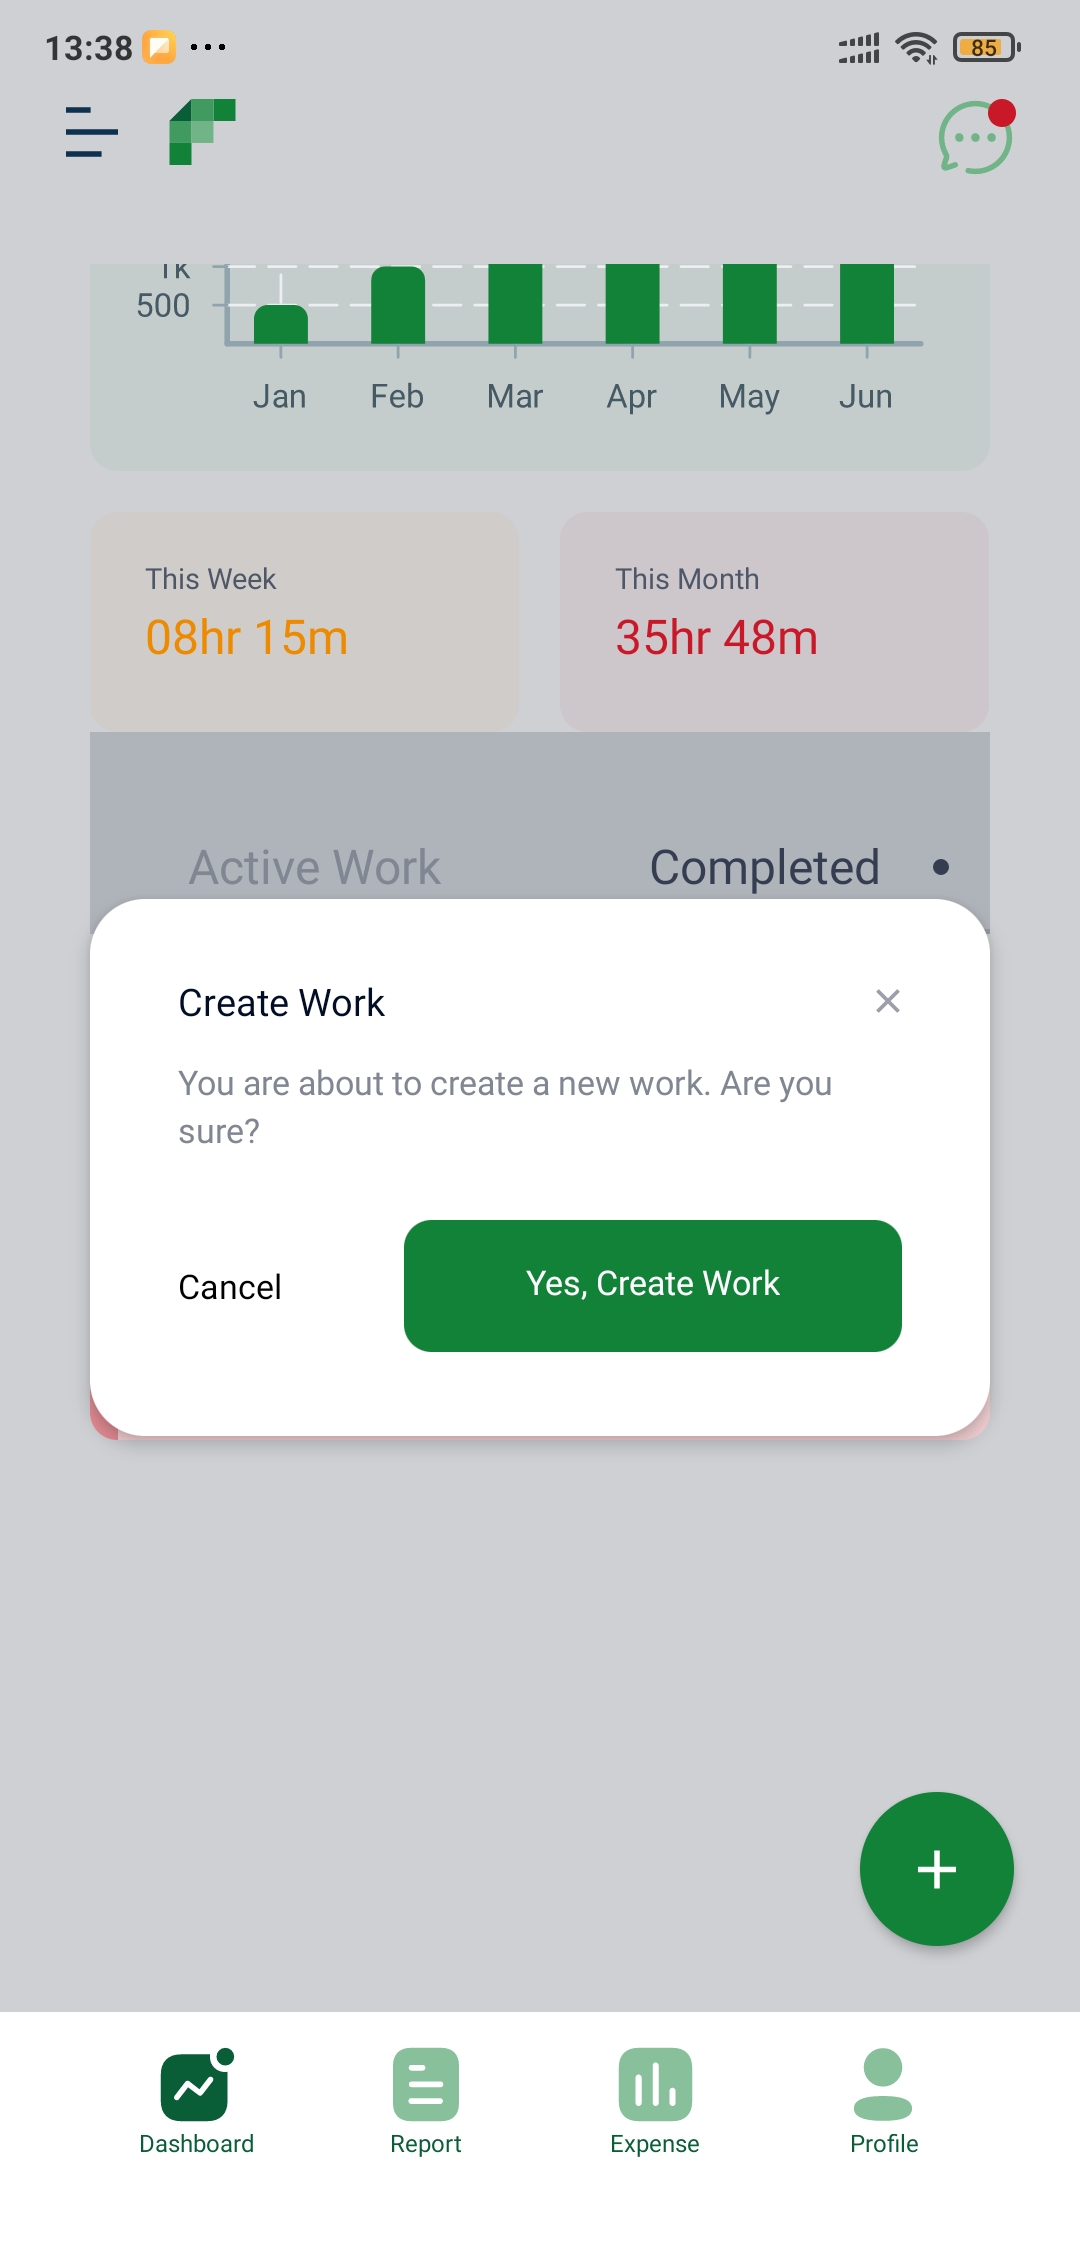 13:38
85
1k
500
Jan Feb Mar Apr May Jun
This Week
08hr 15m
This Month
35hr 48m
Active Work
Completed
Create Work
You are about to create a new work. Are you
sure?
Cancel
Yes, Create Work
Dashboard
Report
Expense
Profile